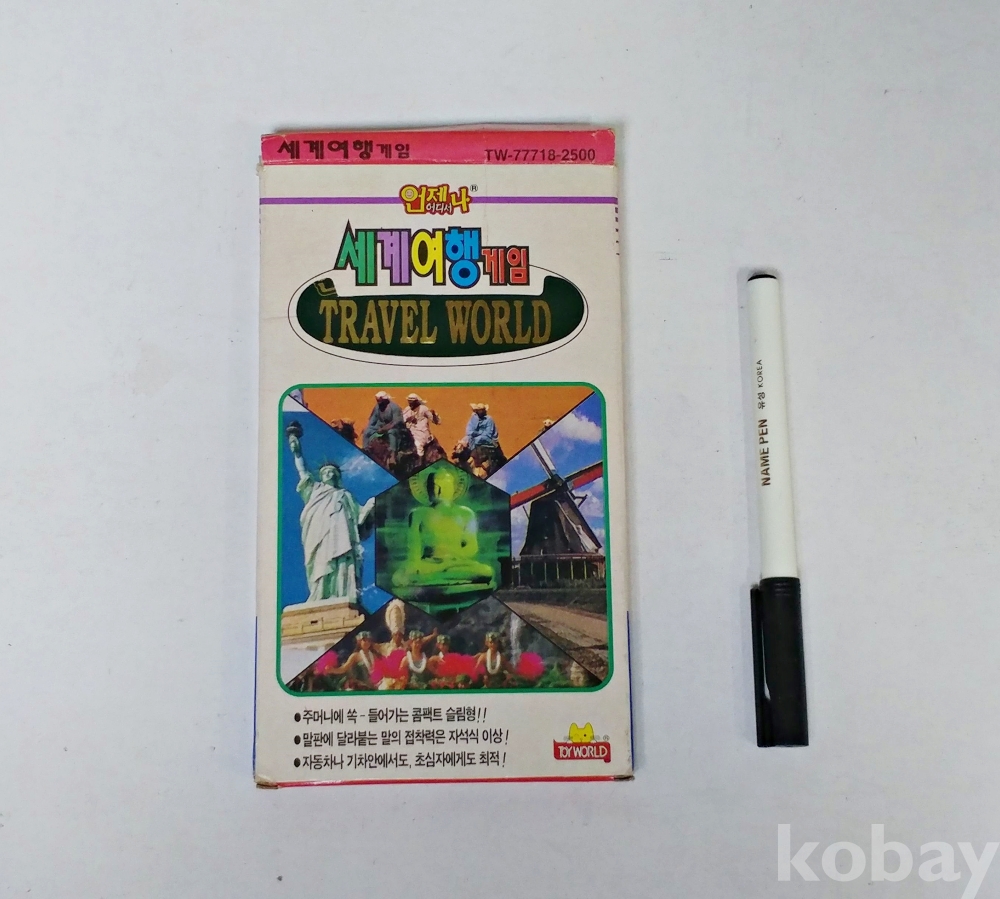 세계여행게임 TW-77718-2500
언제나 ®
어디서
세계여행게임
TRAVEL WORLD
●주머니에 쏙-들어가는 콤팩트 슬림형!!
●말판에 달라붙는 말의 접착력은 자석식 이상!
●자동차나 기차안에서도, 초심자에게도 최적!
TOY WORLD
NAME PEN 유성 KOREA
kobay